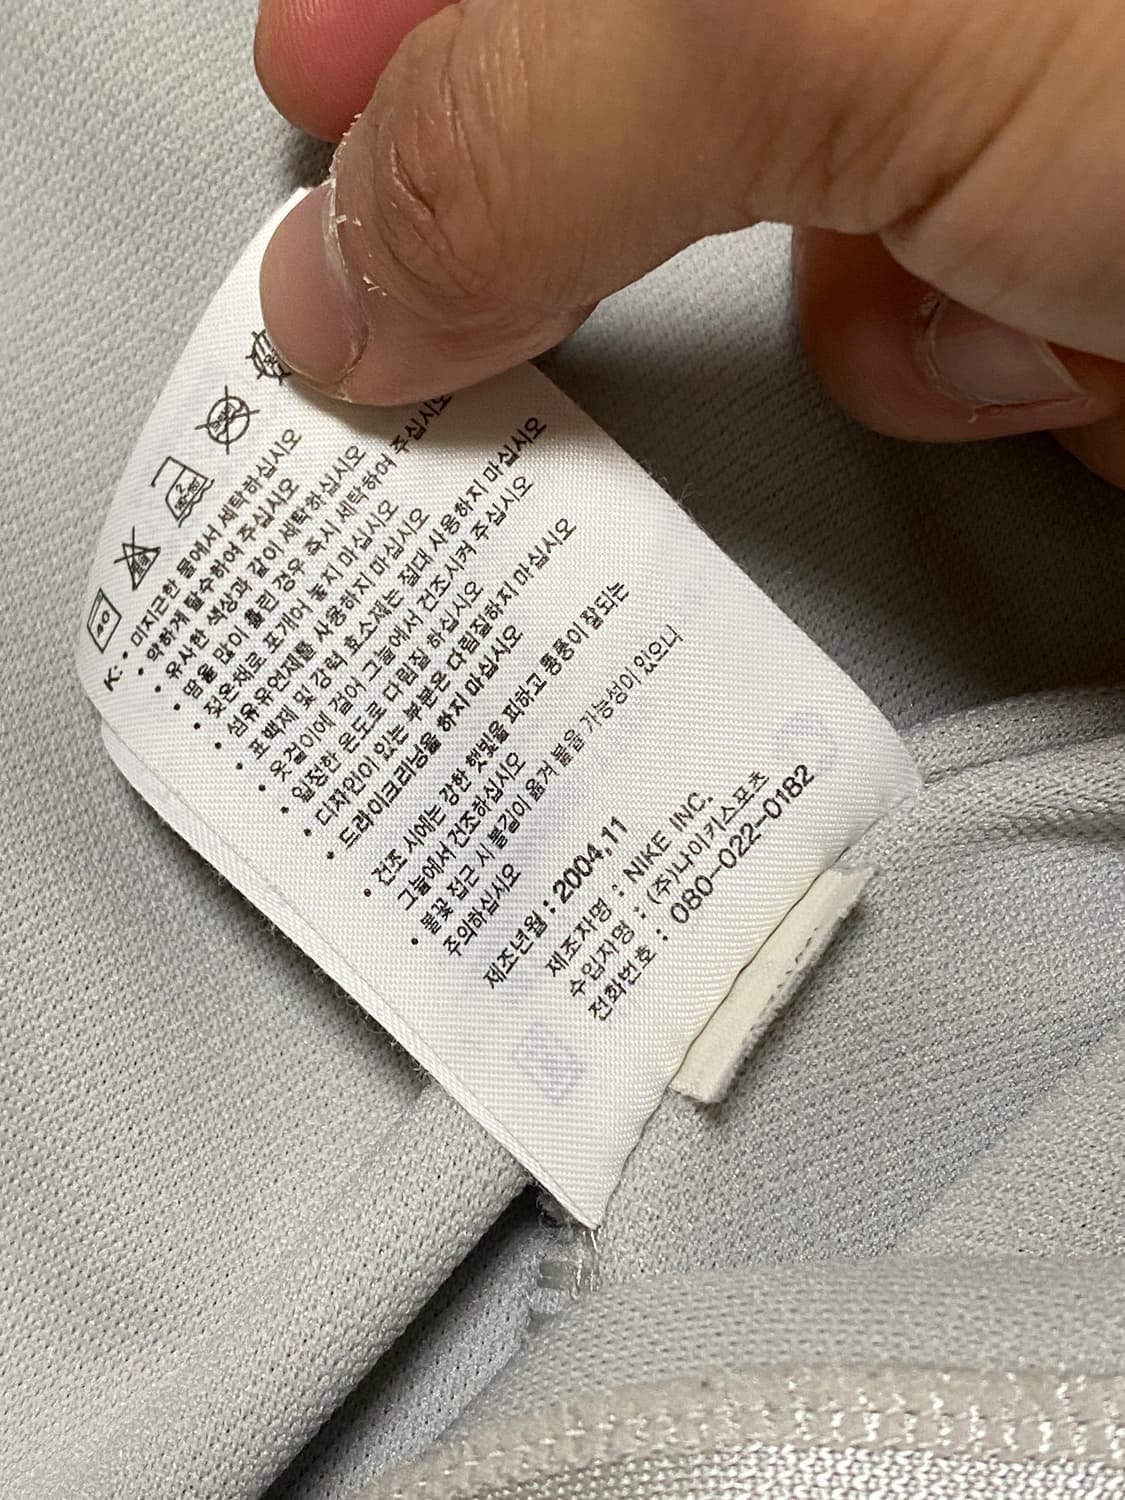 40
K: • 미지근한 물에서 세탁하십시오
• 약하게 탈수하여 주십시오
• 유사한 색상과 같이 세탁하십시오
• 땀을 많이 흘린 경우 즉시 세탁하여 주십시오
• 젖은채로 포개어 놓지 마십시오
• 섬유유연제를 사용하지 마십시오
• 표백제 및 강력 효소제는 절대 사용하지 마십시오
• 옷걸이에 걸어 그늘에서 건조시켜 주십시오
• 일정한 온도로 다림질 하십시오
• 디자인이 있는 부분은 다림질하지 마십시오
• 드라이크리닝을 하지 마십시오
• 건조 시에는 강한 햇빛을 피하고 통풍이 잘되는
그늘에서 건조하십시오
• 불꽃 접근 시 불길이 옮겨 붙을 가능성이 있으니
주의하십시오
제조년월 : 2004.11
제조자명 : NIKE INC.
수입자명 : (주)나이키스포츠
전화번호 : 080-022-0182